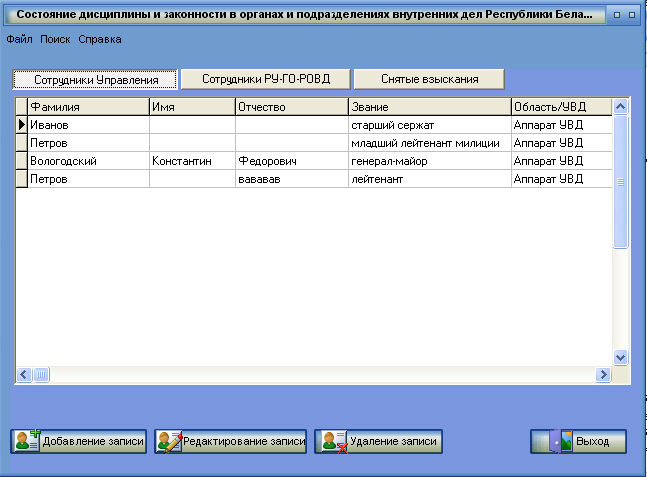 Состояние дисциплины и законности в органах и подразделениях внутренних дел Республики Бела...
Файл Поиск Справка
Сотрудники Управления Сотрудники РУ-ГО-РОВД Снятые взыскания
Фамилия Имя Отчество Звание Область/УВД
Иванов старший сержат Аппарат УВД
Петров младший лейтенант милиции Аппарат УВД
Вологодский Константин Федорович генерал-майор Аппарат УВД
Петров вававав лейтенант Аппарат УВД
Добавление записи Редактирование записи Удаление записи Выход